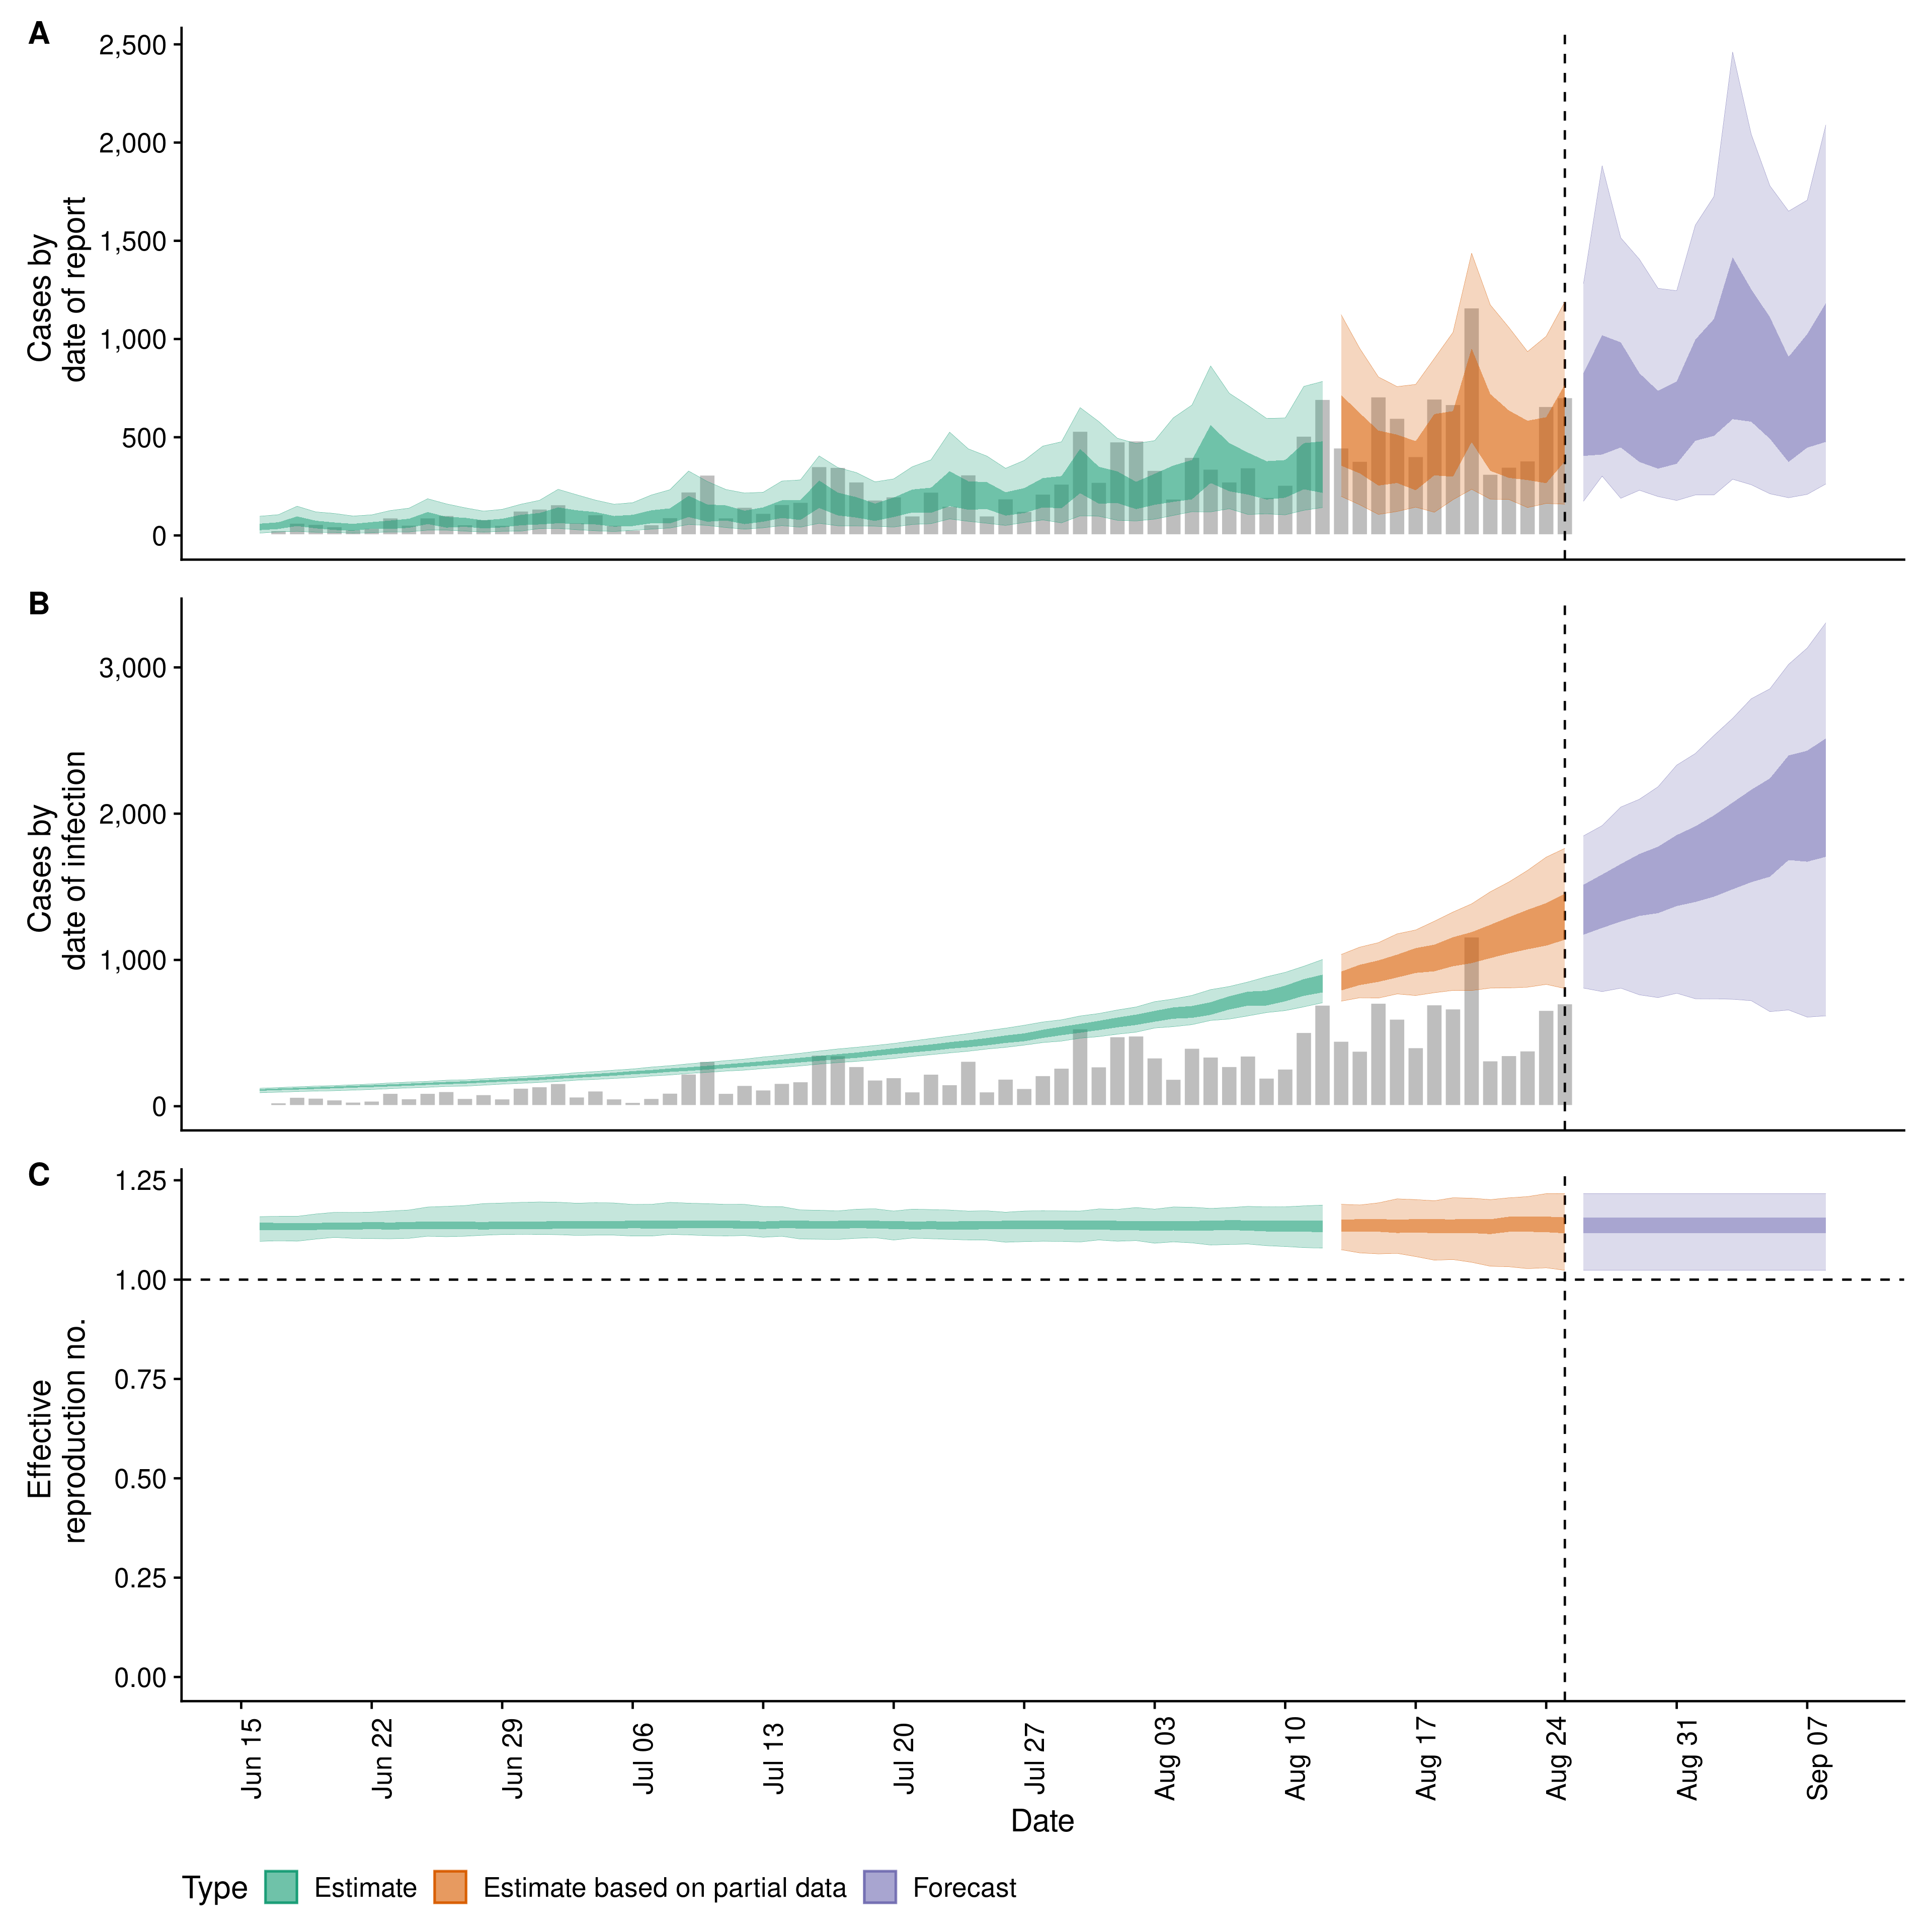 A
2,500
2,000
1,500
1,000
500
0
Cases by
date of report
B
3,000
2,000
1,000
0
Cases by
date of infection
C
1.25
1.00
0.75
0.50
0.25
0.00
Effective
reproduction no.
Jun 15
Jun 22
Jun 29
Jul 06
Jul 13
Jul 20
Jul 27
Aug 03
Aug 10
Aug 17
Aug 24
Aug 31
Sep 07
Date
Type Estimate Estimate based on partial data Forecast